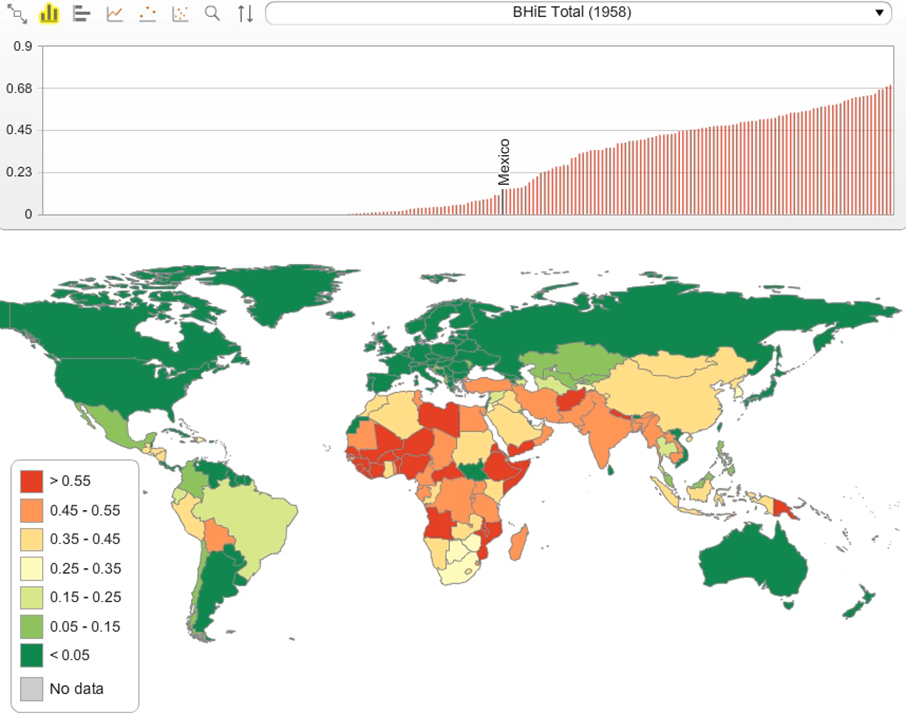 BHiE Total (1958)
0.9
0.68
0.45
0.23
0
Mexico
> 0.55
0.45 - 0.55
0.35 - 0.45
0.25 - 0.35
0.15 - 0.25
0.05 - 0.15
< 0.05
No data